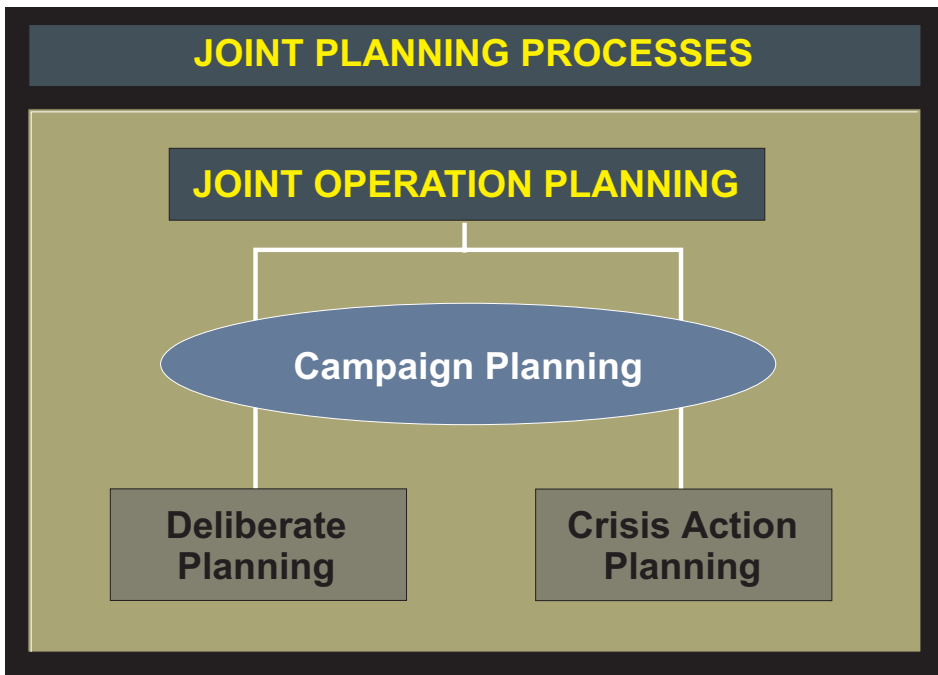 JOINT PLANNING PROCESSES
JOINT OPERATION PLANNING
Campaign Planning
Deliberate
Planning
Crisis Action
Planning